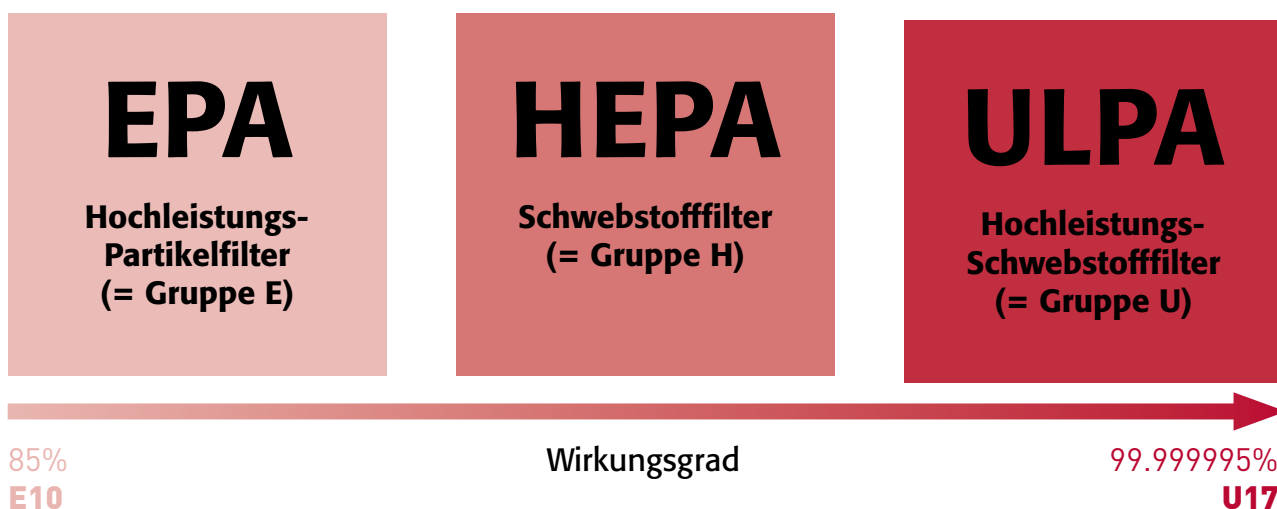 EPA
Hochleistungs-
Partikelfilter
(= Gruppe E)
HEPA
Schwebstofffilter
(= Gruppe H)
ULPA
Hochleistungs-
Schwebstofffilter
(= Gruppe U)
85%
E10
Wirkungsgrad
99.999995%
U17